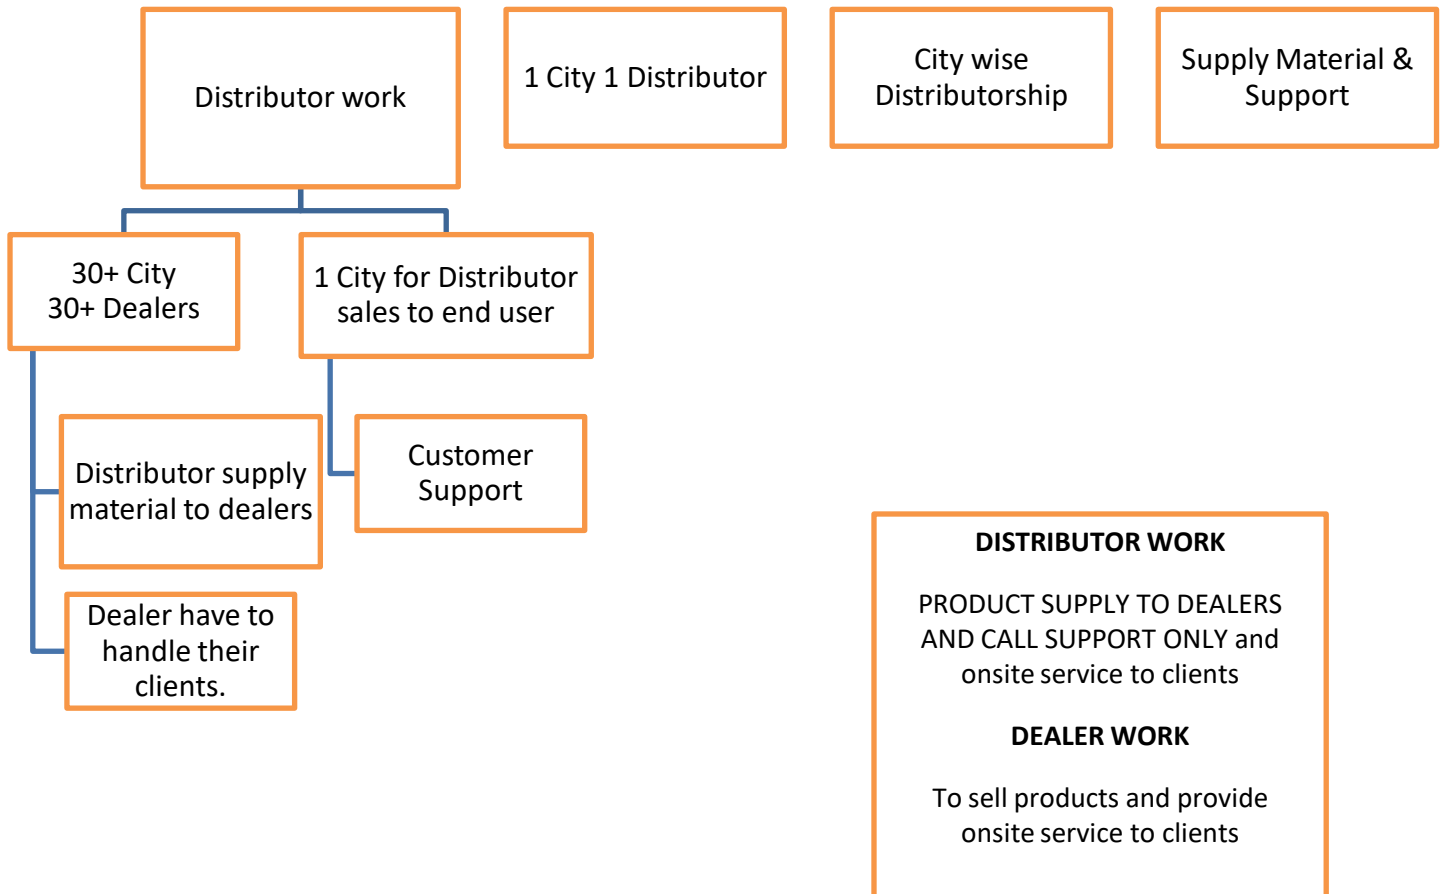 Distributor work
1 City 1 Distributor
City wise
Distributorship
Supply Material &
Support
30+ City
30+ Dealers
1 City for Distributor
sales to end user
Distributor supply
material to dealers
Customer
Support
Dealer have to
handle their
clients.
DISTRIBUTOR WORK
PRODUCT SUPPLY TO DEALERS
AND CALL SUPPORT ONLY and
onsite service to clients
DEALER WORK
To sell products and provide
onsite service to clients